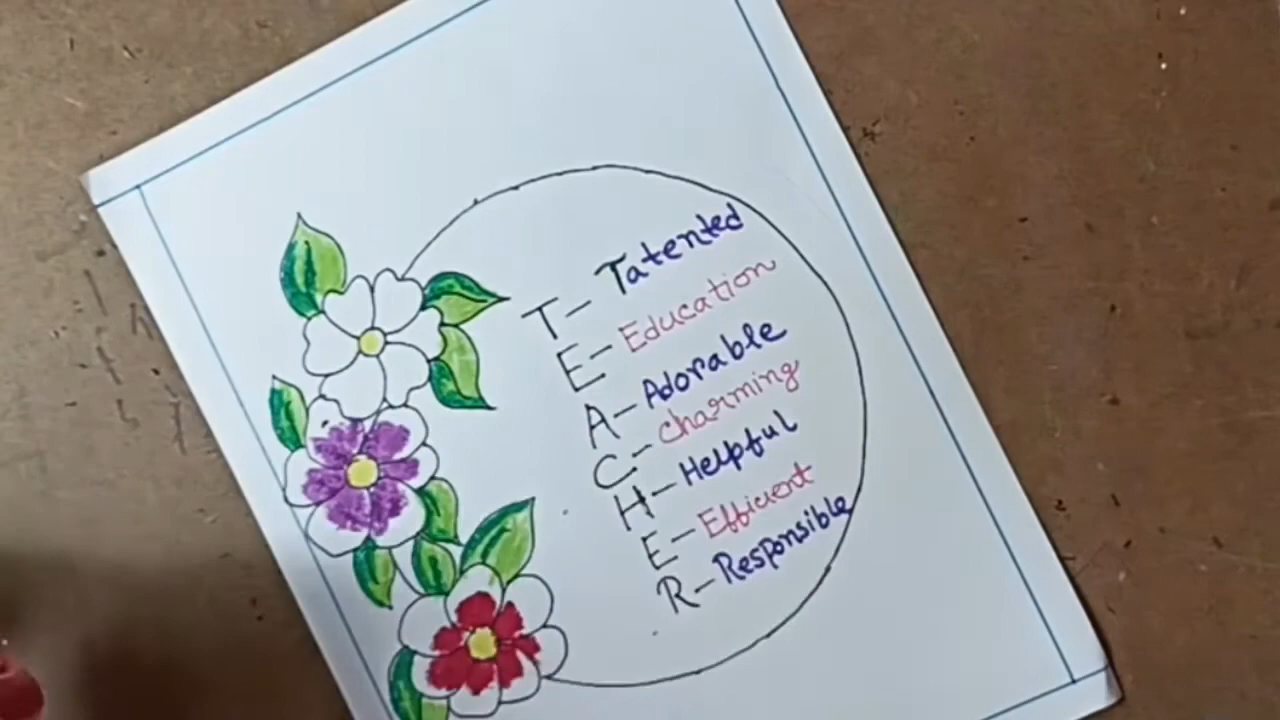 T- Tatented
E- Education
A- Adorable
C- charming
H- Helpful
E- Efficient
R- Responsible